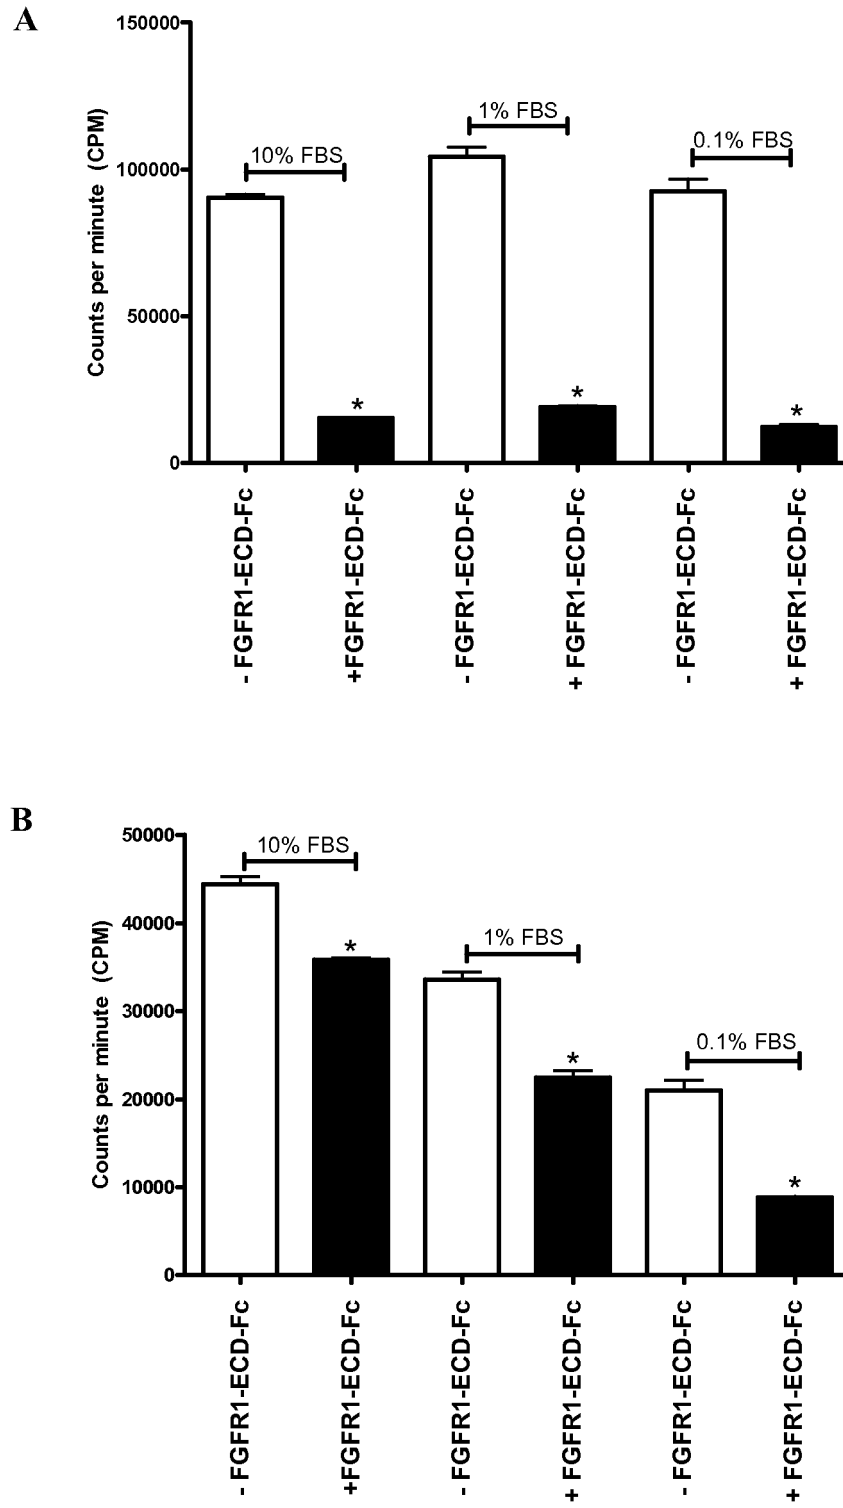 A
150000
100000
50000
0
Counts per minute (CPM)
10% FBS
1% FBS
0.1% FBS
*
*
*
- FGFR1-ECD-Fc
+FGFR1-ECD-Fc
- FGFR1-ECD-Fc
+ FGFR1-ECD-Fc
- FGFR1-ECD-Fc
+ FGFR1-ECD-Fc
B
50000
40000
30000
20000
10000
0
Counts per minute (CPM)
10% FBS
1% FBS
0.1% FBS
*
*
*
- FGFR1-ECD-Fc
+FGFR1-ECD-Fc
- FGFR1-ECD-Fc
+ FGFR1-ECD-Fc
- FGFR1-ECD-Fc
+ FGFR1-ECD-Fc